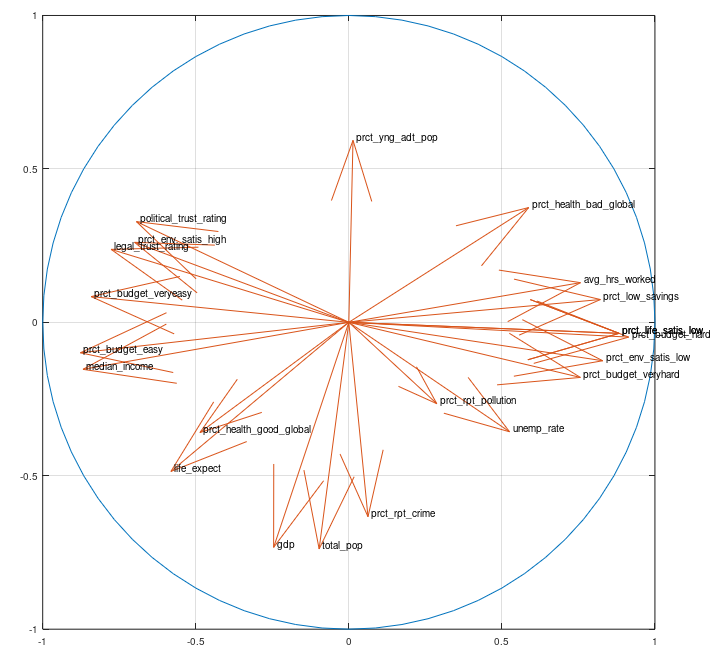 1
prct_yng_adt_pop
0.5
prct_health_bad_global
political_trust_rating
prct_env_satis_high
legal_trust_rating
avg_hrs_worked
prct_budget_veryeasy
prct_low_savings
0
prct_life_satis_low
prct_budget_hard
prct_budget_easy
prct_env_satis_low
median_income
prct_budget_veryhard
prct_rpt_pollution
prct_health_good_global
unemp_rate
life_expect
-0.5
prct_rpt_crime
gdp
total_pop
-1
-1
-0.5
0
0.5
1